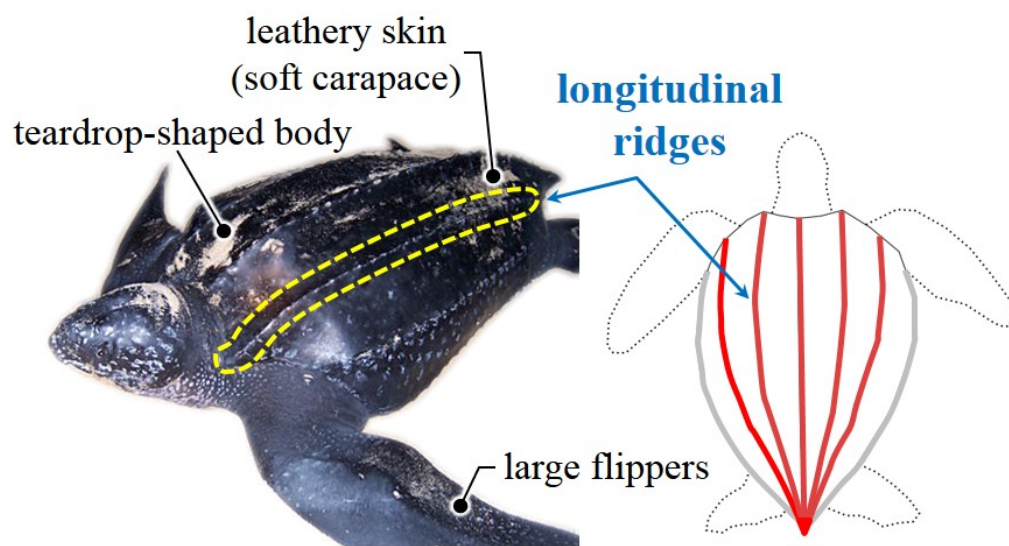 leathery skin
(soft carapace)
teardrop-shaped body
longitudinal
ridges
large flippers